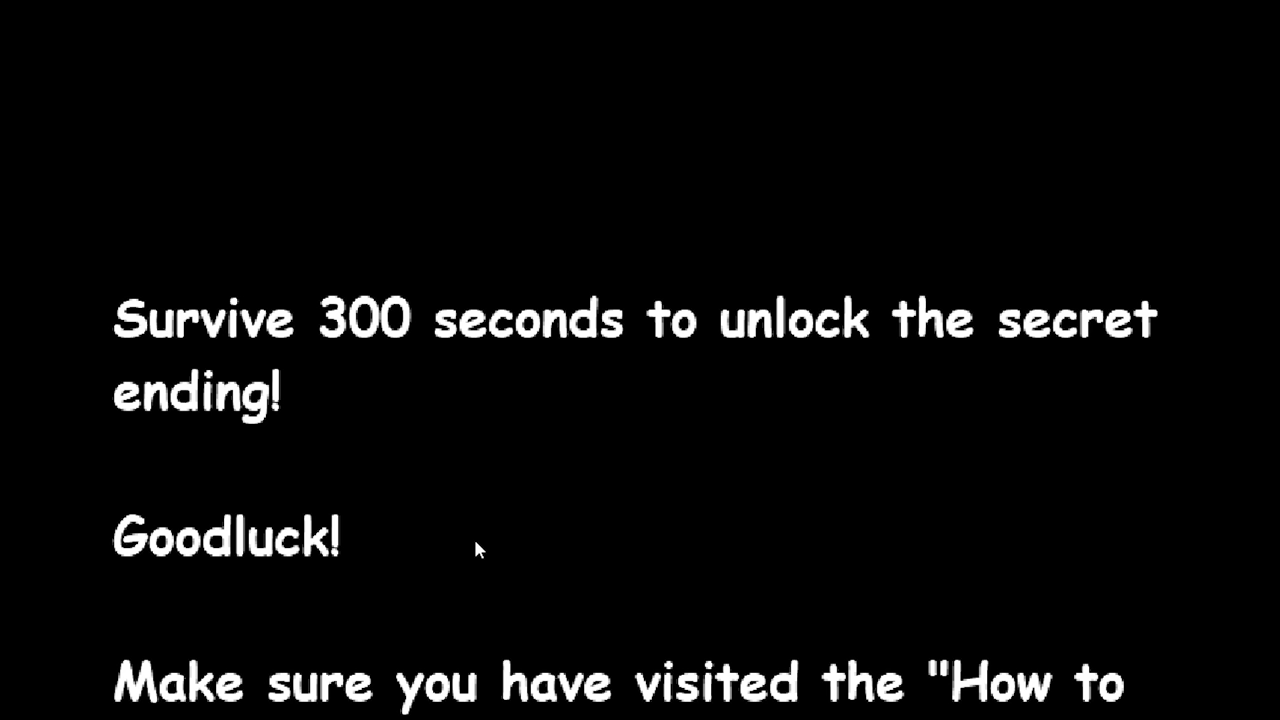 Survive 300 seconds to unlock the secret
ending!
Goodluck!
Make sure you have visited the "How to